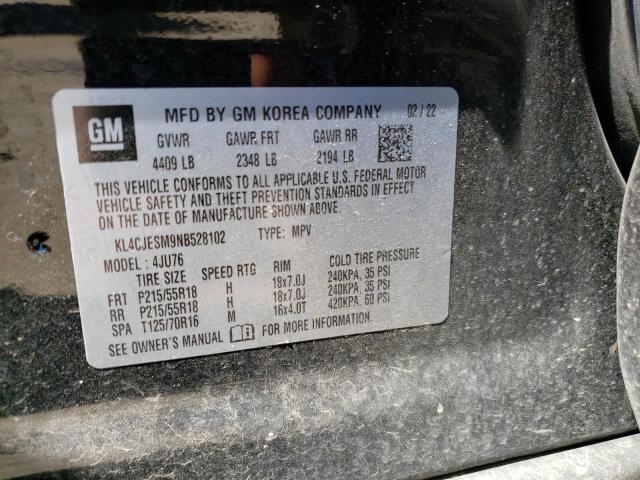 GM
MFD BY GM KOREA COMPANY 02/22
GVWR GAWR FRT GAWR RR
4409 LB 2348 LB 2194 LB
THIS VEHICLE CONFORMS TO ALL APPLICABLE U.S. FEDERAL MOTOR
VEHICLE SAFETY AND THEFT PREVENTION STANDARDS IN EFFECT
ON THE DATE OF MANUFACTURE SHOWN ABOVE.
KL4CJESM9NB528102 TYPE: MPV
MODEL: 4JU76
TIRE SIZE SPEED RTG RIM COLD TIRE PRESSURE
FRT P215/55R18 H 18x7.0J 240KPA, 35 PSI
RR P215/55R18 H 18x7.0J 240KPA, 35 PSI
SPA T125/70R16 M 16x4.0T 420KPA, 60 PSI
SEE OWNER'S MANUAL FOR MORE INFORMATION.